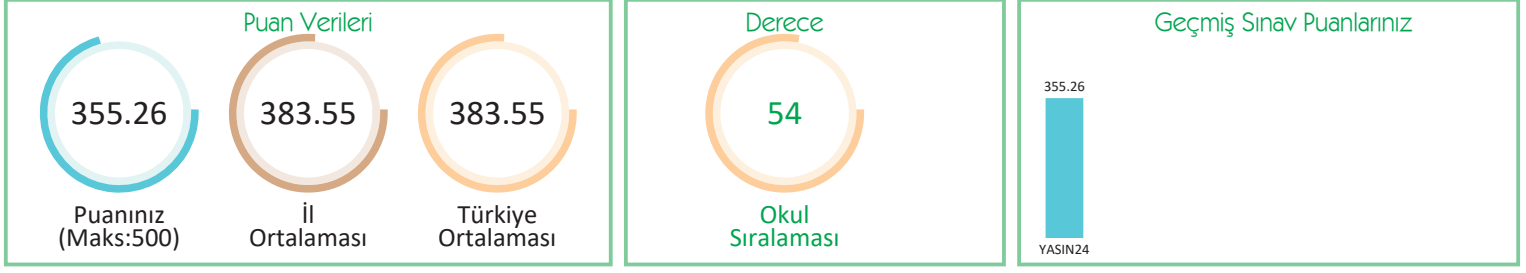 Puan Verileri
355.26
383.55
383.55
Puanınız
(Maks:500)
İl
Ortalaması
Türkiye
Ortalaması
Derece
54
Okul
Sıralaması
Geçmiş Sınav Puanlarınız
355.26
YASIN24